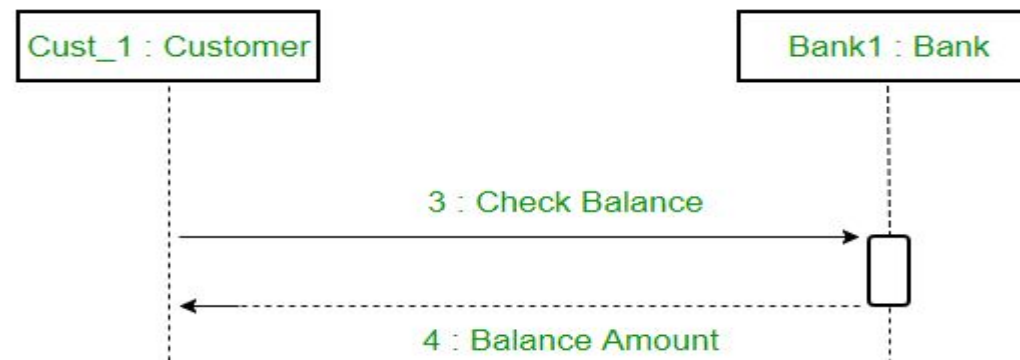 Cust_1 : Customer
Bank1 : Bank
3 : Check Balance
4 : Balance Amount